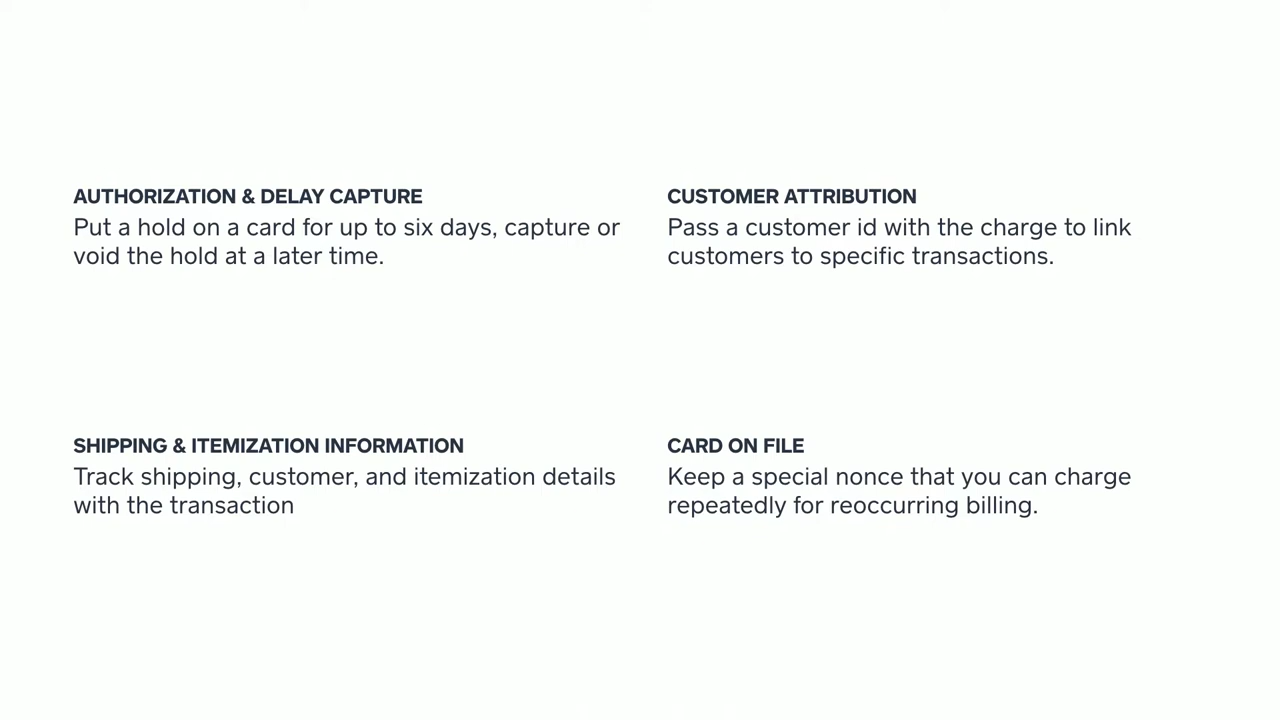 AUTHORIZATION & DELAY CAPTURE
Put a hold on a card for up to six days, capture or
void the hold at a later time.
CUSTOMER ATTRIBUTION
Pass a customer id with the charge to link
customers to specific transactions.
SHIPPING & ITEMIZATION INFORMATION
Track shipping, customer, and itemization details
with the transaction
CARD ON FILE
Keep a special nonce that you can charge
repeatedly for reoccurring billing.